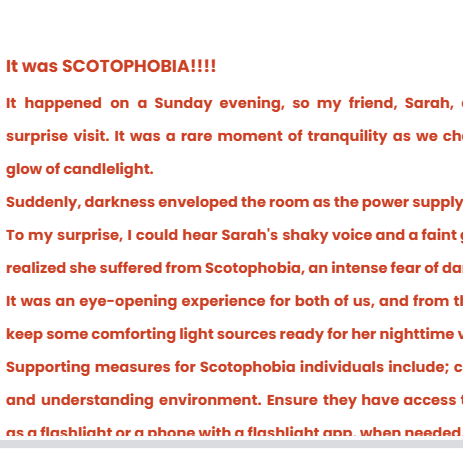 It was SCOTOPHOBIA!!!!
It happened on a Sunday evening, so my friend, Sarah,
surprise visit. It was a rare moment of tranquility as we
glow of candlelight.
Suddenly, darkness enveloped the room as the power supply
To my surprise, I could hear Sarah's shaky voice and a faint
realized she suffered from Scotophobia, an intense fear of
It was an eye-opening experience for both of us, and from
keep some comforting light sources ready for her nighttime
Supporting measures for Scotophobia individuals include;
and understanding environment. Ensure they have access
as a flashlight or a phone with a flashlight app, when needed